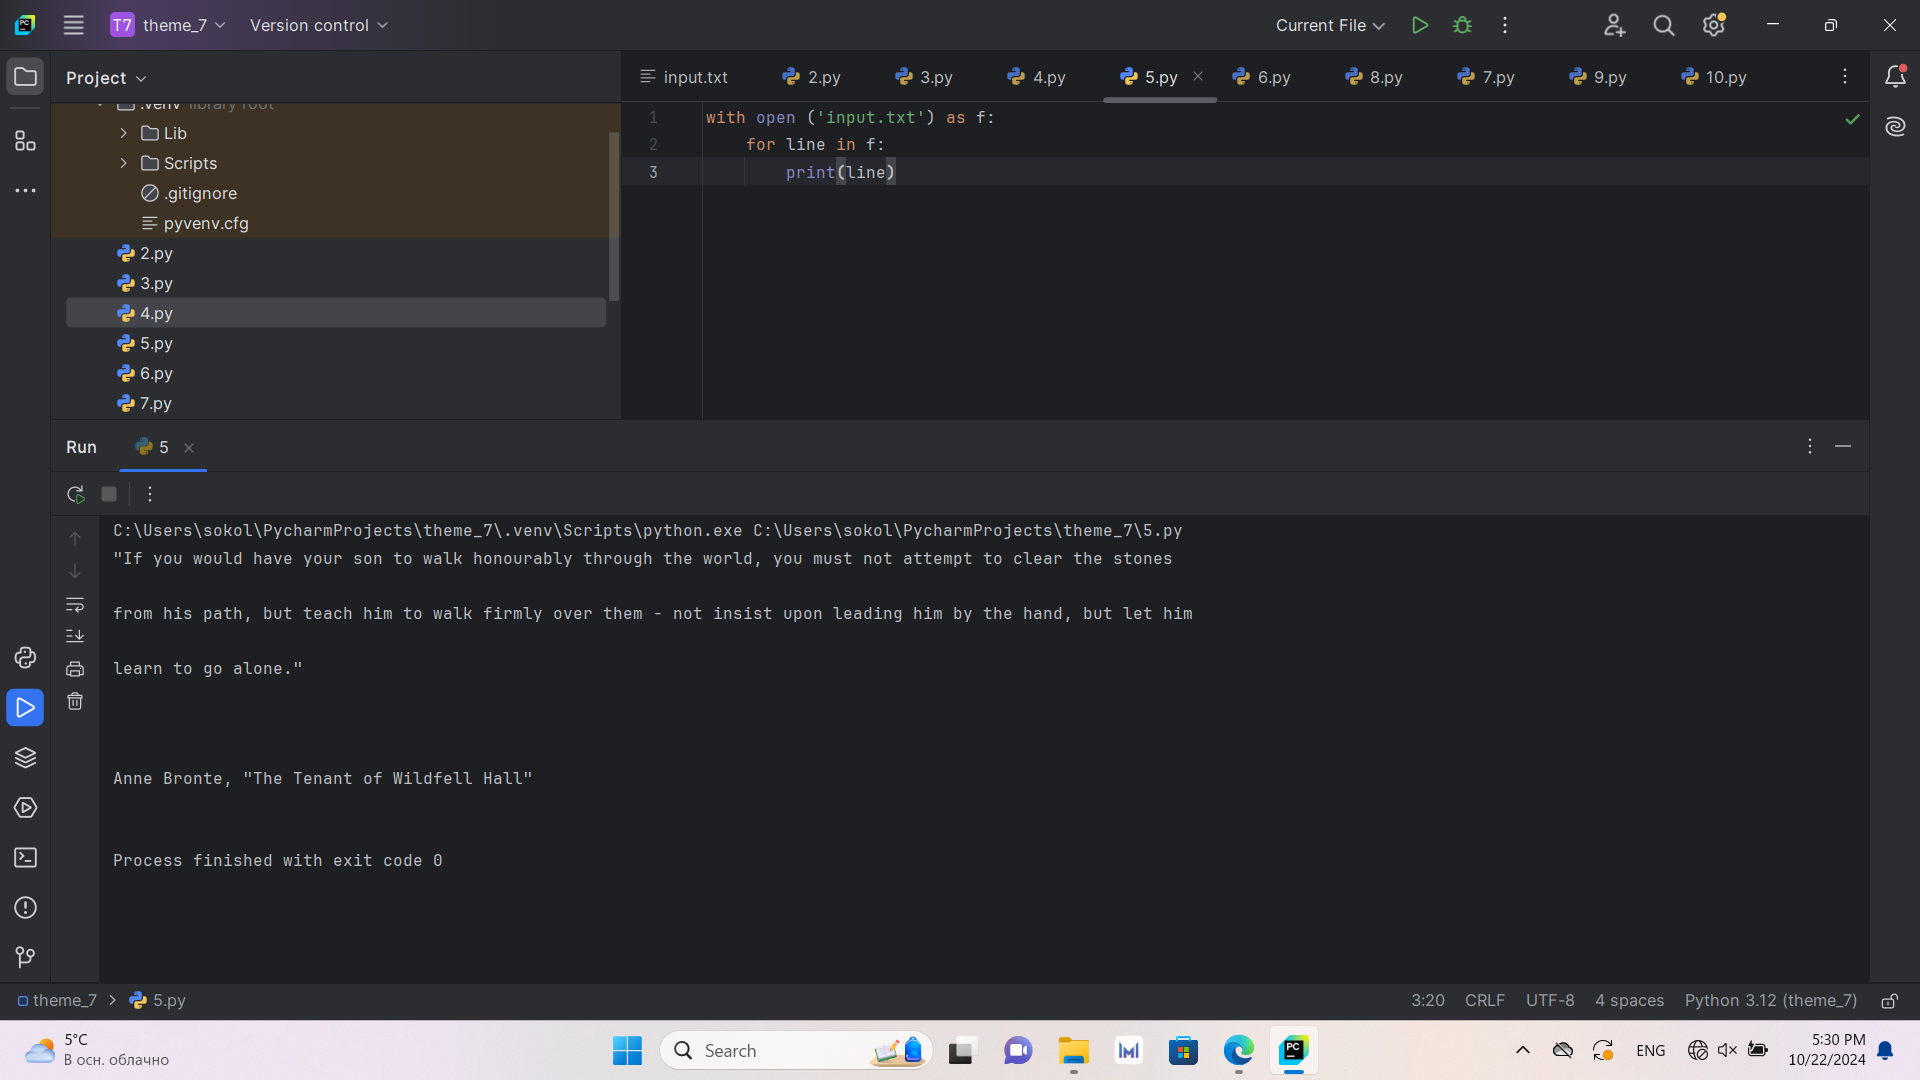 T7 theme_7 Version control Current File
Project
input.txt 2.py 3.py 4.py 5.py 6.py 8.py 7.py 9.py 10.py
.venv library root
Lib
Scripts
.gitignore
pyvenv.cfg
2.py
3.py
4.py
5.py
6.py
7.py
1 with open ('input.txt') as f:
2 for line in f:
3 print(line)
Run 5
C:\Users\sokol\PycharmProjects\theme_7\.venv\Scripts\python.exe C:\Users\sokol\PycharmProjects\theme_7\5.py
"If you would have your son to walk honourably through the world, you must not attempt to clear the stones
from his path, but teach him to walk firmly over them - not insist upon leading him by the hand, but let him
learn to go alone."
Anne Bronte, "The Tenant of Wildfell Hall"
Process finished with exit code 0
theme_7 > 5.py 3:20 CRLF UTF-8 4 spaces Python 3.12 (theme_7)
5°C
В осн. облачно
Search
ENG
5:30 PM
10/22/2024